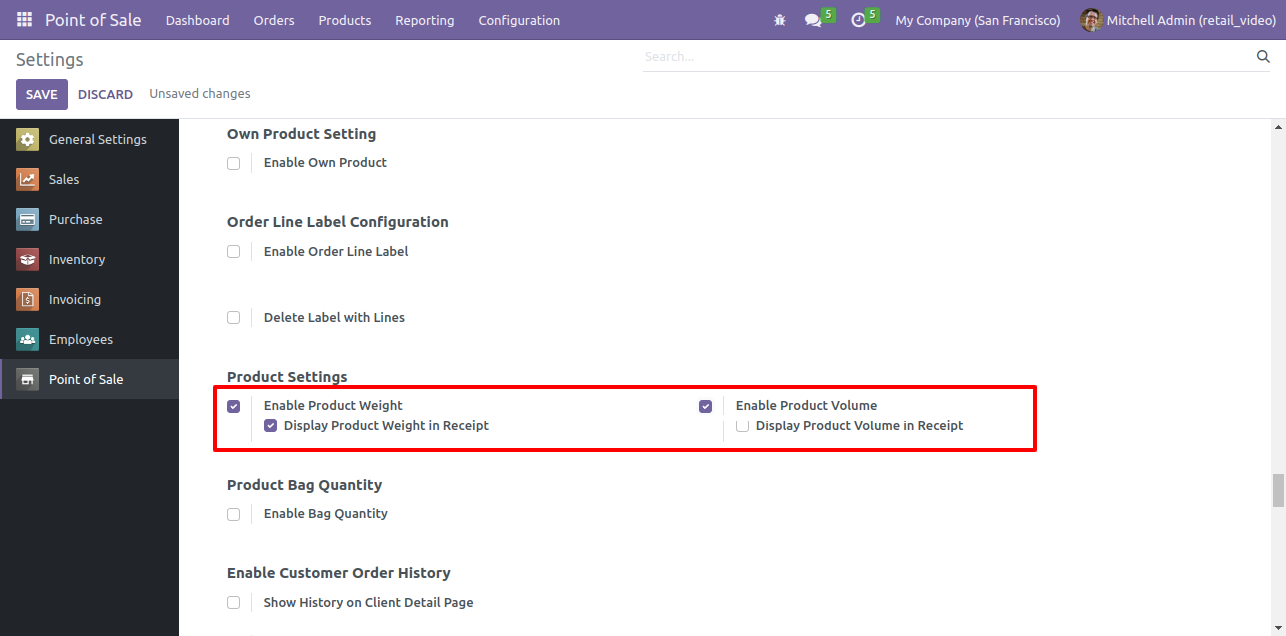 Point of Sale Dashboard Orders Products Reporting Configuration 5 5 My Company (San Francisco) Mitchell Admin (retail_video)
Settings
Search...
SAVE DISCARD Unsaved changes
General Settings
Sales
Purchase
Inventory
Invoicing
Employees
Point of Sale
Own Product Setting
Enable Own Product
Order Line Label Configuration
Enable Order Line Label
Delete Label with Lines
Product Settings
Enable Product Weight Enable Product Volume
Display Product Weight in Receipt Display Product Volume in Receipt
Product Bag Quantity
Enable Bag Quantity
Enable Customer Order History
Show History on Client Detail Page